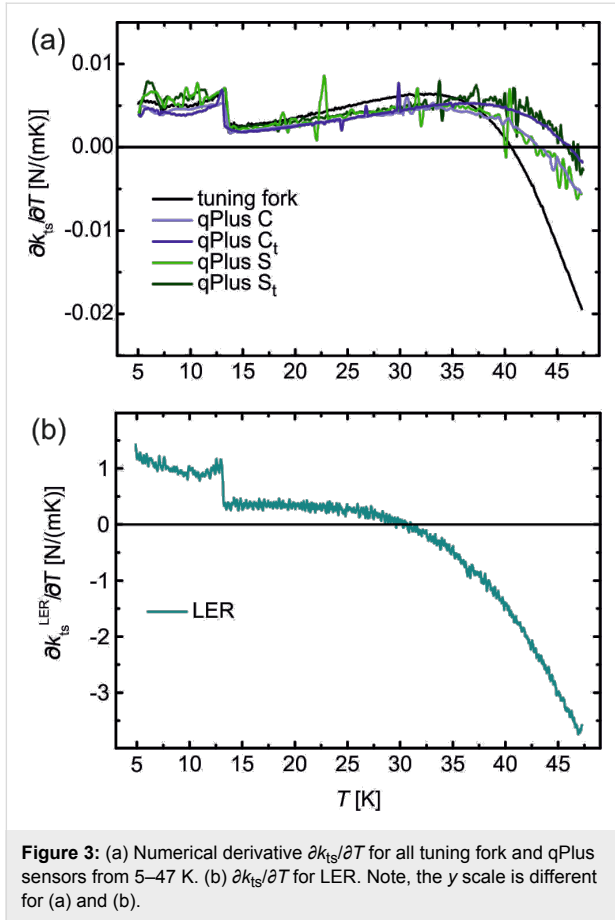 (a)
0.01
0.00
-0.01
-0.02
∂k_ts/∂T [N/(mK)]
tuning fork
qPlus C
qPlus C_t
qPlus S
qPlus S_t
5 10 15 20 25 30 35 40 45
(b)
1
0
-1
-2
-3
∂k_ts^LER/∂T [N/(mK)]
LER
5 10 15 20 25 30 35 40 45
T [K]
Figure 3: (a) Numerical derivative ∂k_ts/∂T for all tuning fork and qPlus
sensors from 5–47 K. (b) ∂k_ts/∂T for LER. Note, the y scale is different
for (a) and (b).